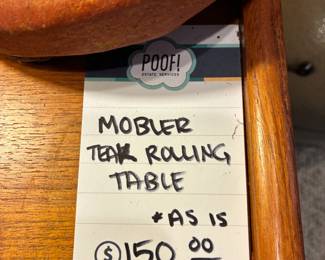 POOF!
ESTATE SERVICES
MOBLER
TEAK ROLLING
TABLE
* AS IS
$ 150 00